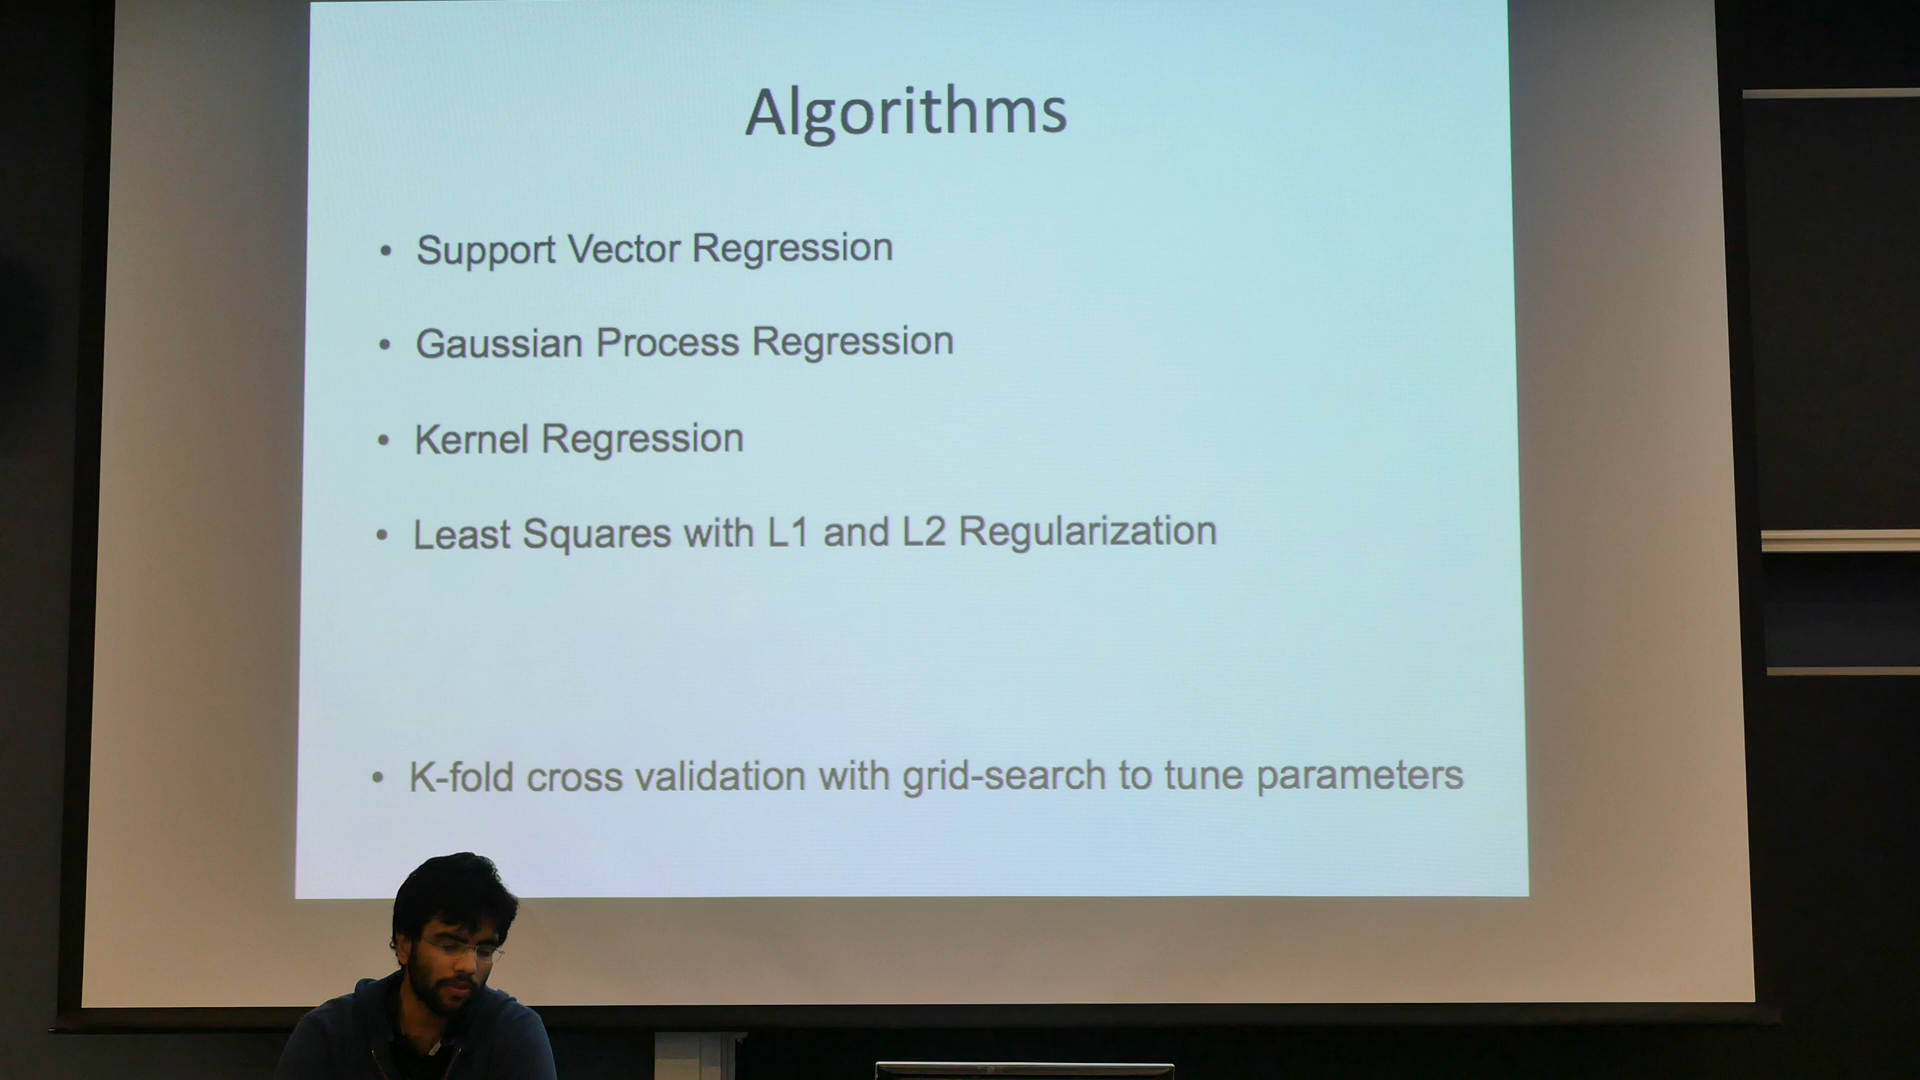 Algorithms
• Support Vector Regression
• Gaussian Process Regression
• Kernel Regression
• Least Squares with L1 and L2 Regularization
• K-fold cross validation with grid-search to tune parameters